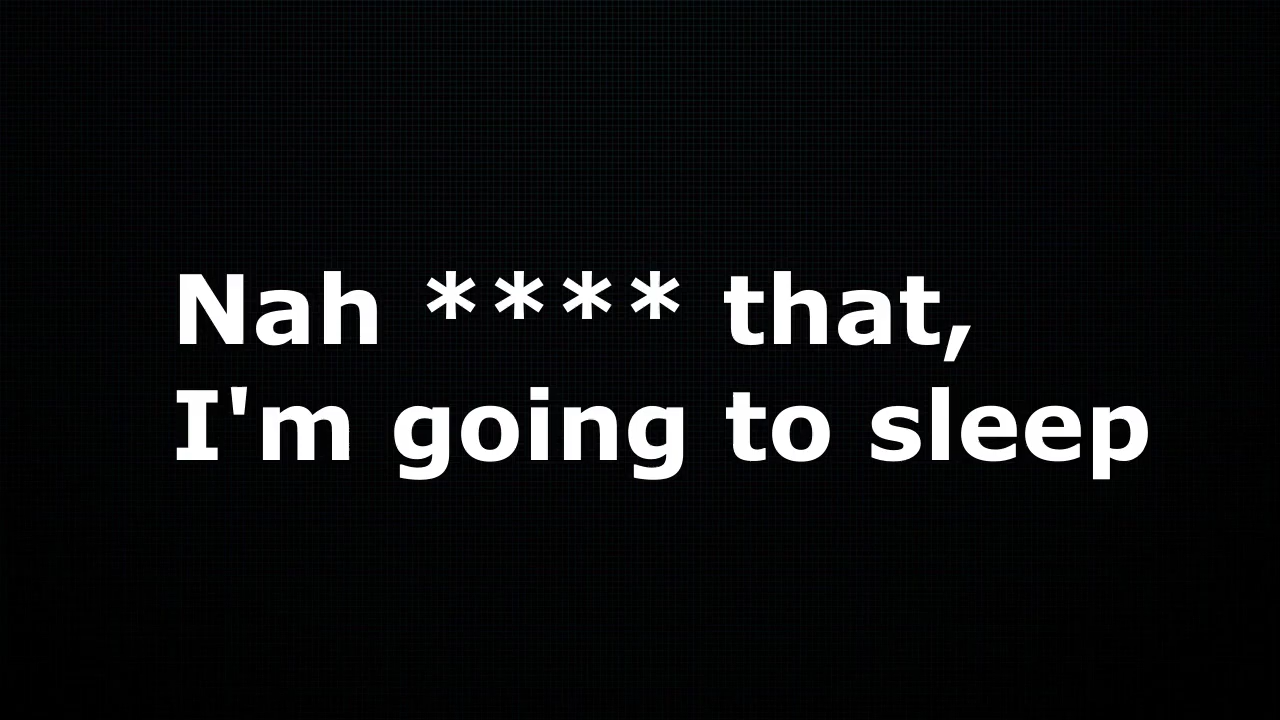 Nah **** that,
I'm going to sleep